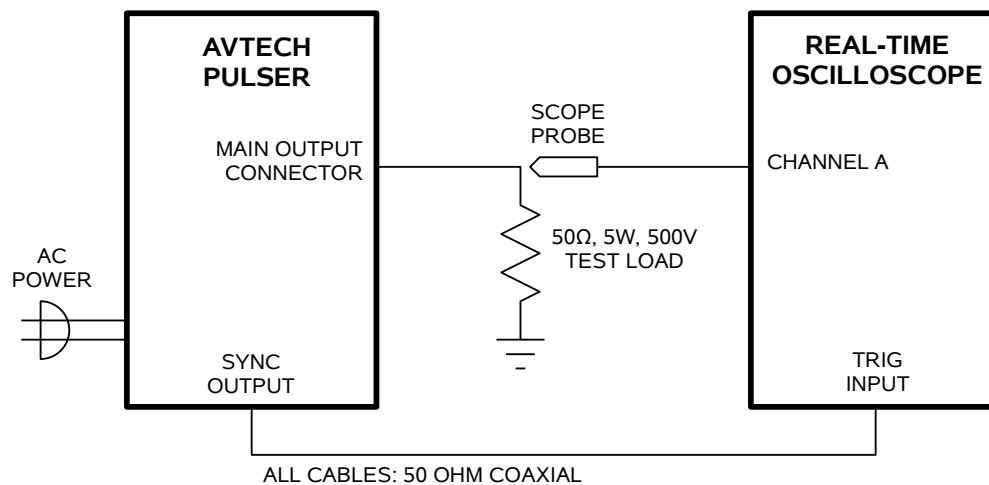 AVTECH
PULSER
REAL-TIME
OSCILLOSCOPE
SCOPE
PROBE
MAIN OUTPUT
CONNECTOR
CHANNEL A
50Ω, 5W, 500V
TEST LOAD
AC
POWER
SYNC
OUTPUT
TRIG
INPUT
ALL CABLES: 50 OHM COAXIAL